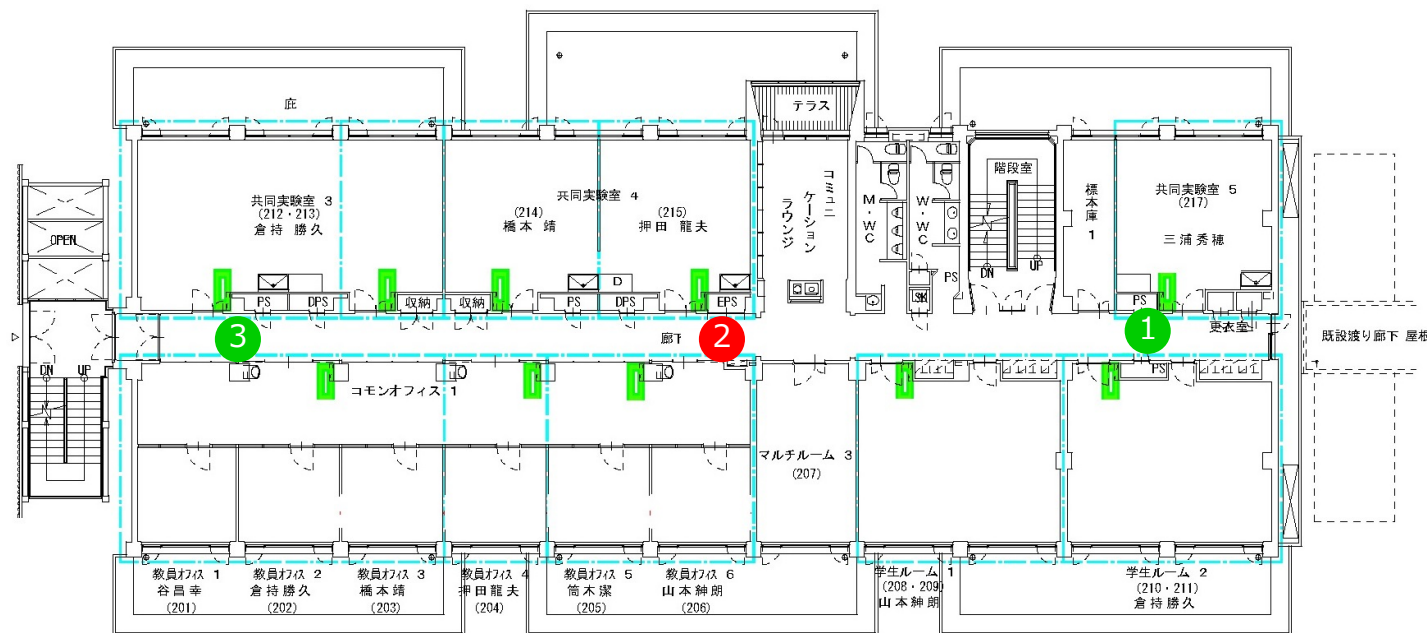 庇
テラス
共同実験室 3
(212・213)
倉持 勝久
共同実験室 4
(214)
橋本 靖
(215)
押田 龍夫
コミュニ
ケーション
ラウンジ
M・WC
W・WC
階段室
標本庫 1
共同実験室 5
(217)
三浦秀穂
OPEN
PS
DPS
収納
収納
PS
D
DPS
EPS
SK
PS
DN
UP
PS
更衣室
既設渡り廊下 屋根
3
廊下
2
1
DN
UP
コモンオフィス 1
PS
マルチルーム 3
(207)
教員オフィス 1
谷昌幸
(201)
教員オフィス 2
倉持勝久
(202)
教員オフィス 3
橋本靖
(203)
教員オフィス 4
押田龍夫
(204)
教員オフィス 5
筒木潔
(205)
教員オフィス 6
山本紳朗
(206)
学生ルーム 1
(208・209)
山本紳朗
学生ルーム 2
(210・211)
倉持勝久